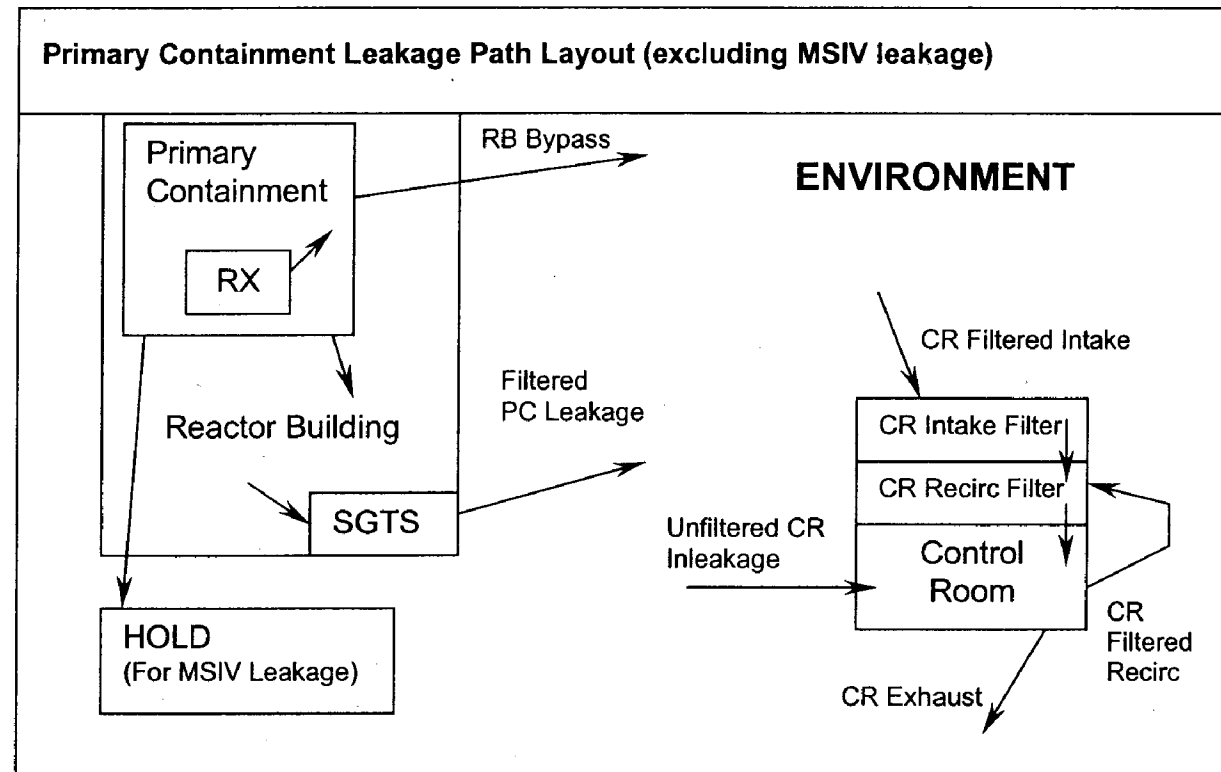 Primary Containment Leakage Path Layout (excluding MSIV leakage)
Primary
Containment
RX
RB Bypass
ENVIRONMENT
Reactor Building
SGTS
Filtered
PC Leakage
HOLD
(For MSIV Leakage)
CR Filtered Intake
CR Intake Filter
CR Recirc Filter
Unfiltered CR
Inleakage
Control
Room
CR
Filtered
Recirc
CR Exhaust